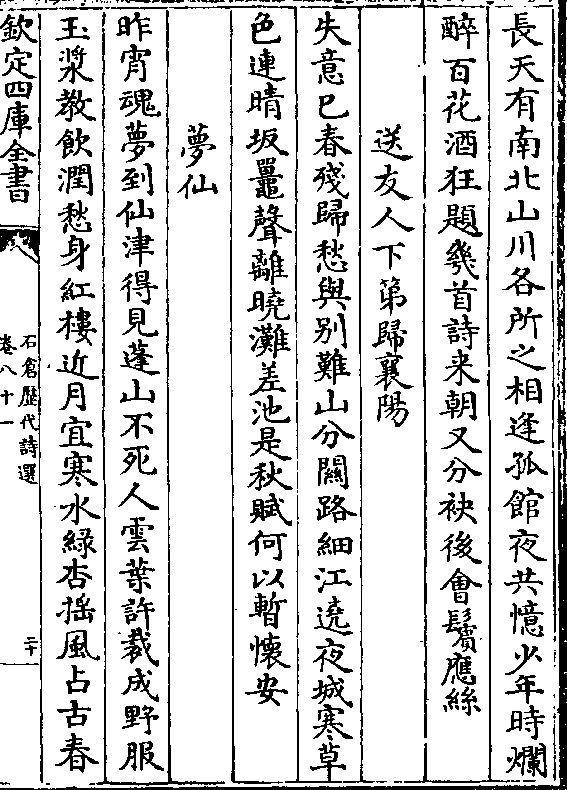 長天有南北山川各所之相逢孤館夜共憶少年時爛
醉百花酒狂題幾首詩来朝又分袂後會鬢應絲
送友人下第歸襄陽
失意已春殘歸愁與别難山分關路細江遶夜城寒草
色連晴坂鼉聲離曉灘差池是秋賦何以暫懷安
夢仙
昨宵魂夢到仙津得見蓬山不死人雲葉許裁成野服
玉漿教飲潤愁身紅樓近月宜寒水綠杏揺風占古春
欽定四庫全書
石倉歴代詩選
卷八十一
二十